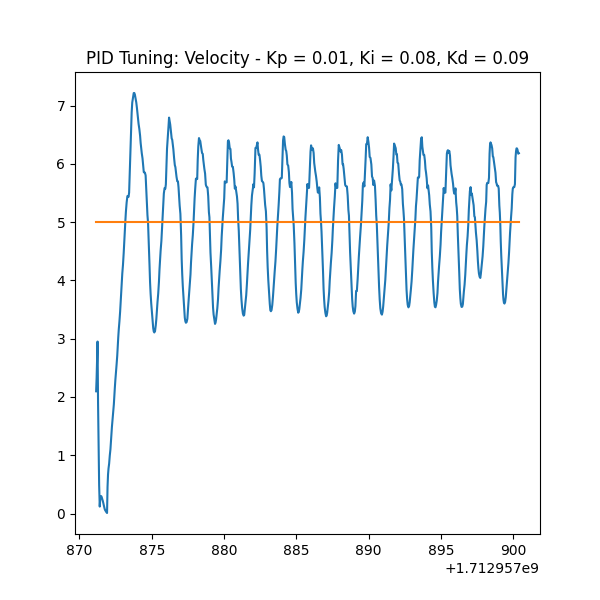 PID Tuning: Velocity - Kp = 0.01, Ki = 0.08, Kd = 0.09
7
6
5
4
3
2
1
0
870 875 880 885 890 895 900
+1.712957e9